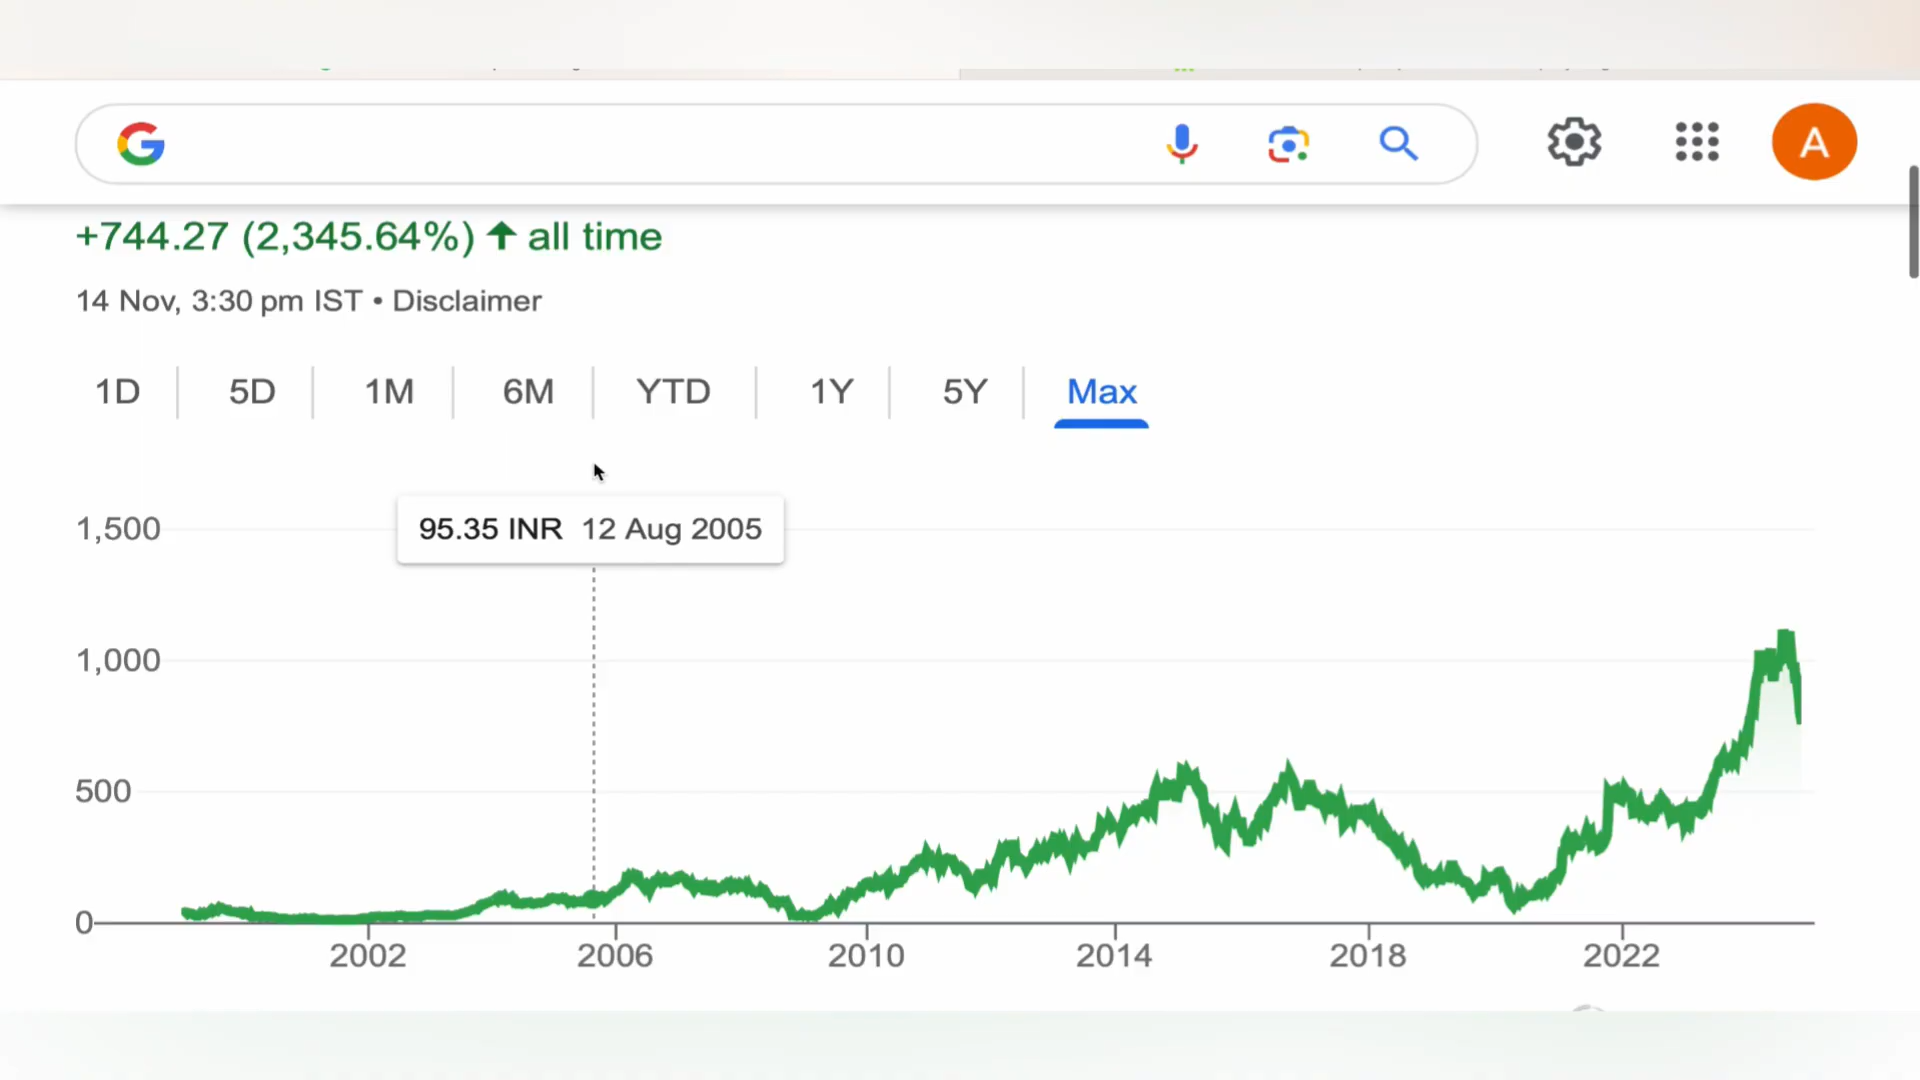 A
+744.27 (2,345.64%) ↑ all time
14 Nov, 3:30 pm IST • Disclaimer
1D 5D 1M 6M YTD 1Y 5Y Max
95.35 INR 12 Aug 2005
1,500
1,000
500
0
2002 2006 2010 2014 2018 2022